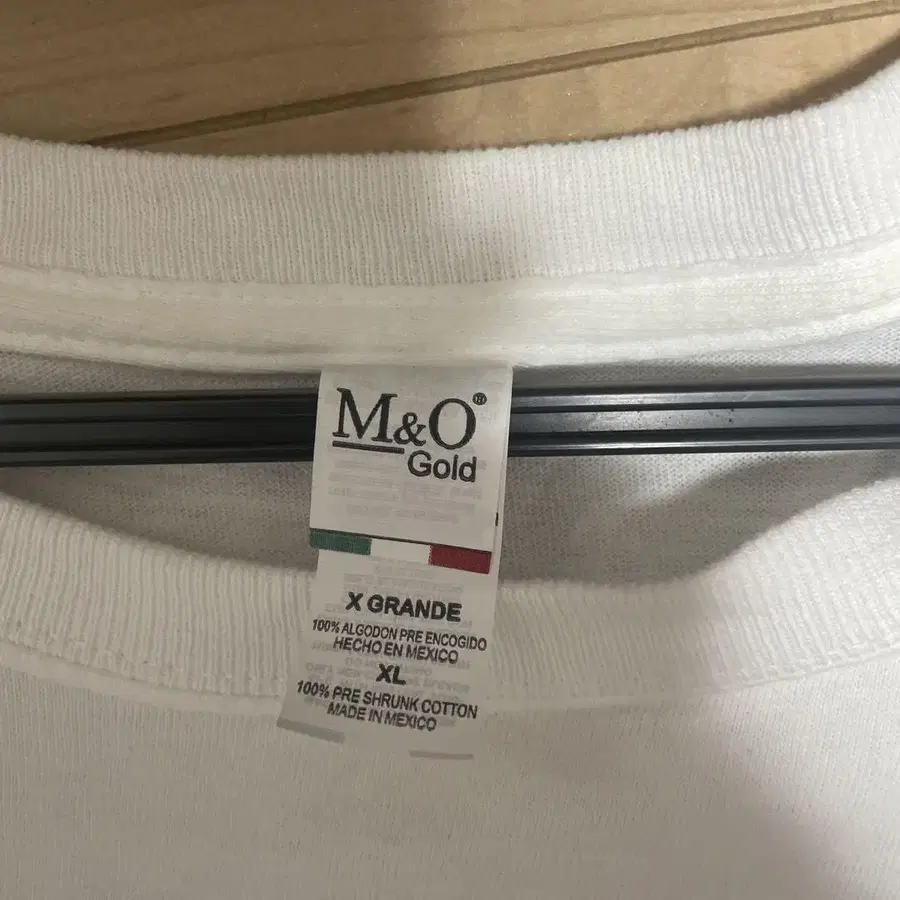 M&O®
Gold
X GRANDE
100% ALGODON PRE ENCOGIDO
HECHO EN MEXICO
XL
100% PRE SHRUNK COTTON
MADE IN MEXICO